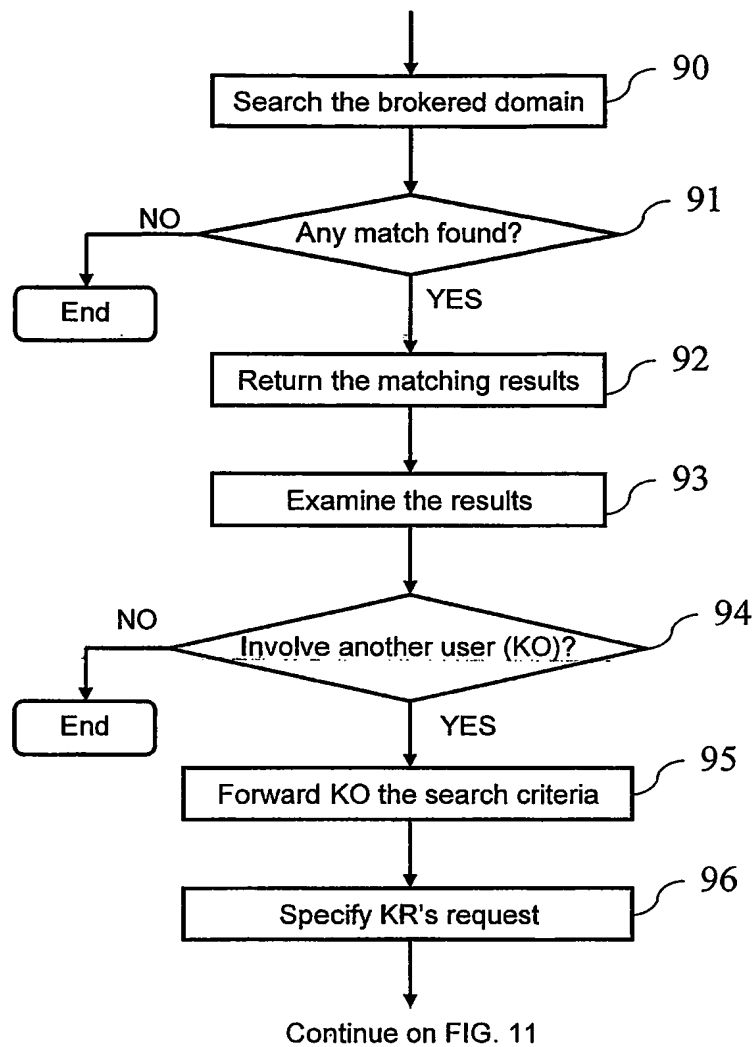 90
Search the brokered domain
91
NO
Any match found?
End
YES
92
Return the matching results
93
Examine the results
94
NO
Involve another user (KO)?
End
YES
95
Forward KO the search criteria
96
Specify KR's request
Continue on FIG. 11